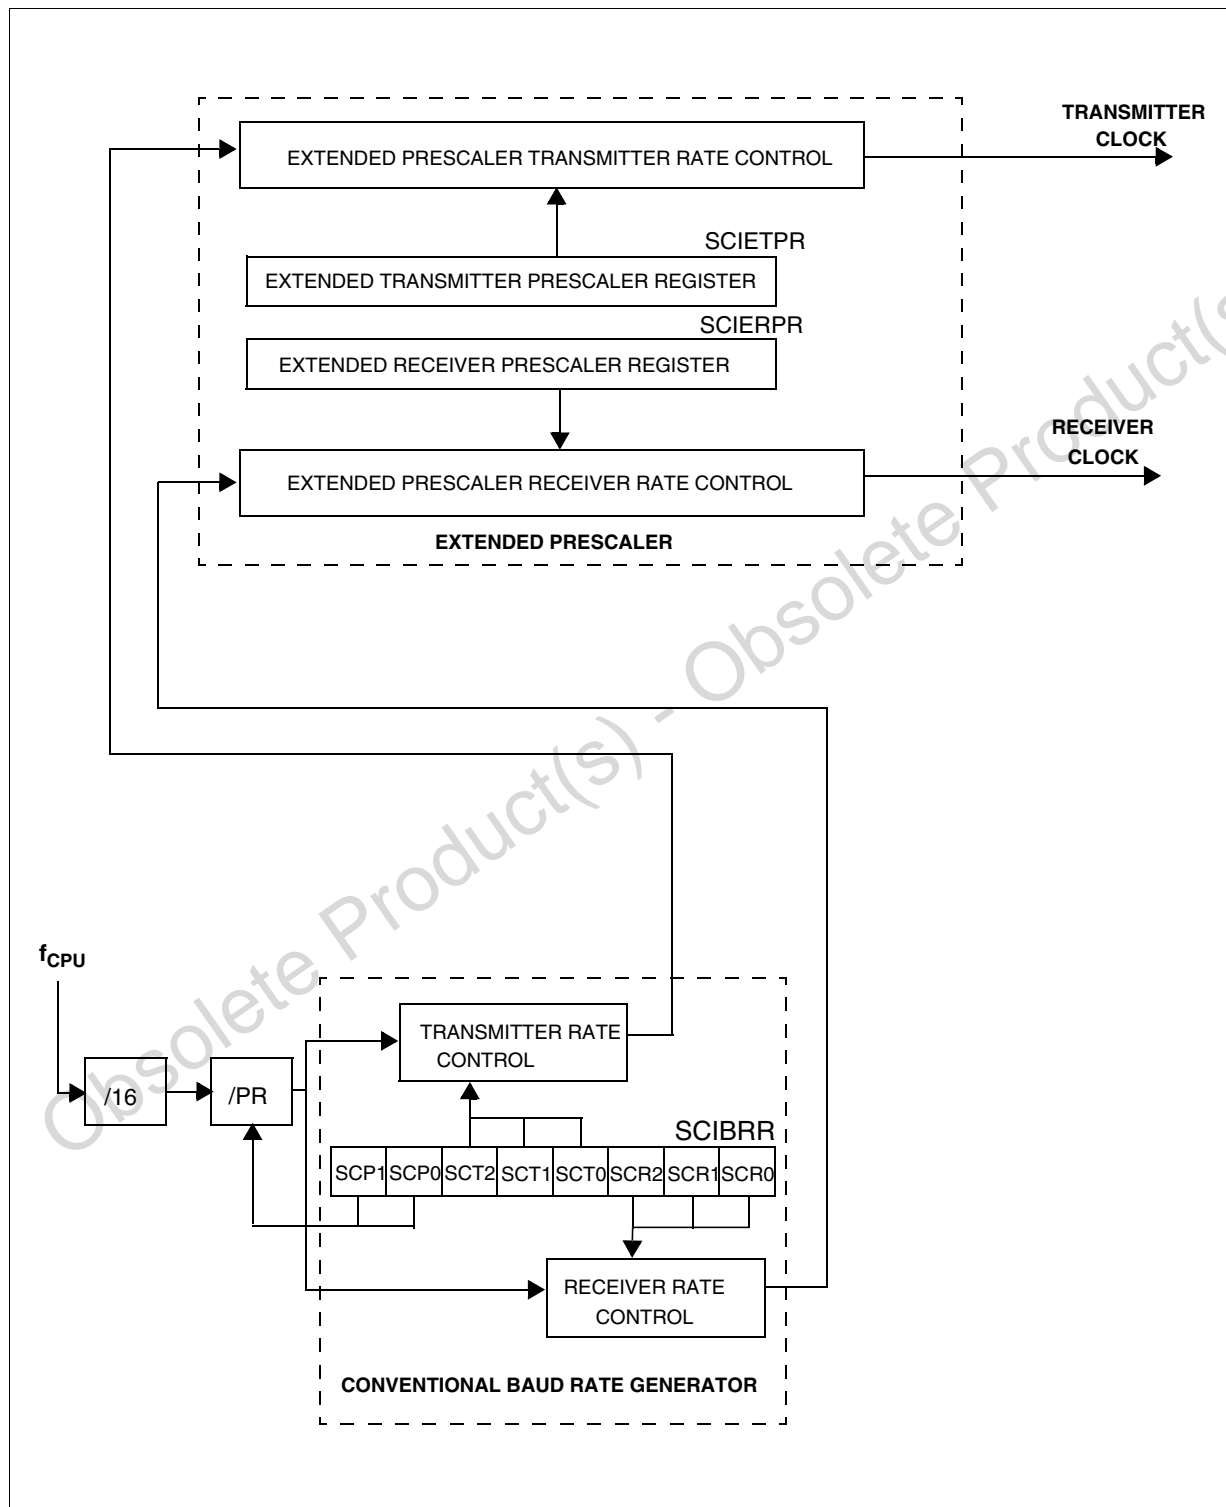 TRANSMITTER
CLOCK
EXTENDED PRESCALER TRANSMITTER RATE CONTROL
SCIETPR
EXTENDED TRANSMITTER PRESCALER REGISTER
SCIERPR
EXTENDED RECEIVER PRESCALER REGISTER
RECEIVER
CLOCK
EXTENDED PRESCALER RECEIVER RATE CONTROL
EXTENDED PRESCALER
fCPU
TRANSMITTER RATE
CONTROL
/16
/PR
SCIBRR
SCP1 SCP0 SCT2 SCT1 SCT0 SCR2 SCR1 SCR0
RECEIVER RATE
CONTROL
CONVENTIONAL BAUD RATE GENERATOR
Obsolete Product(s) - Obsolete Product(s